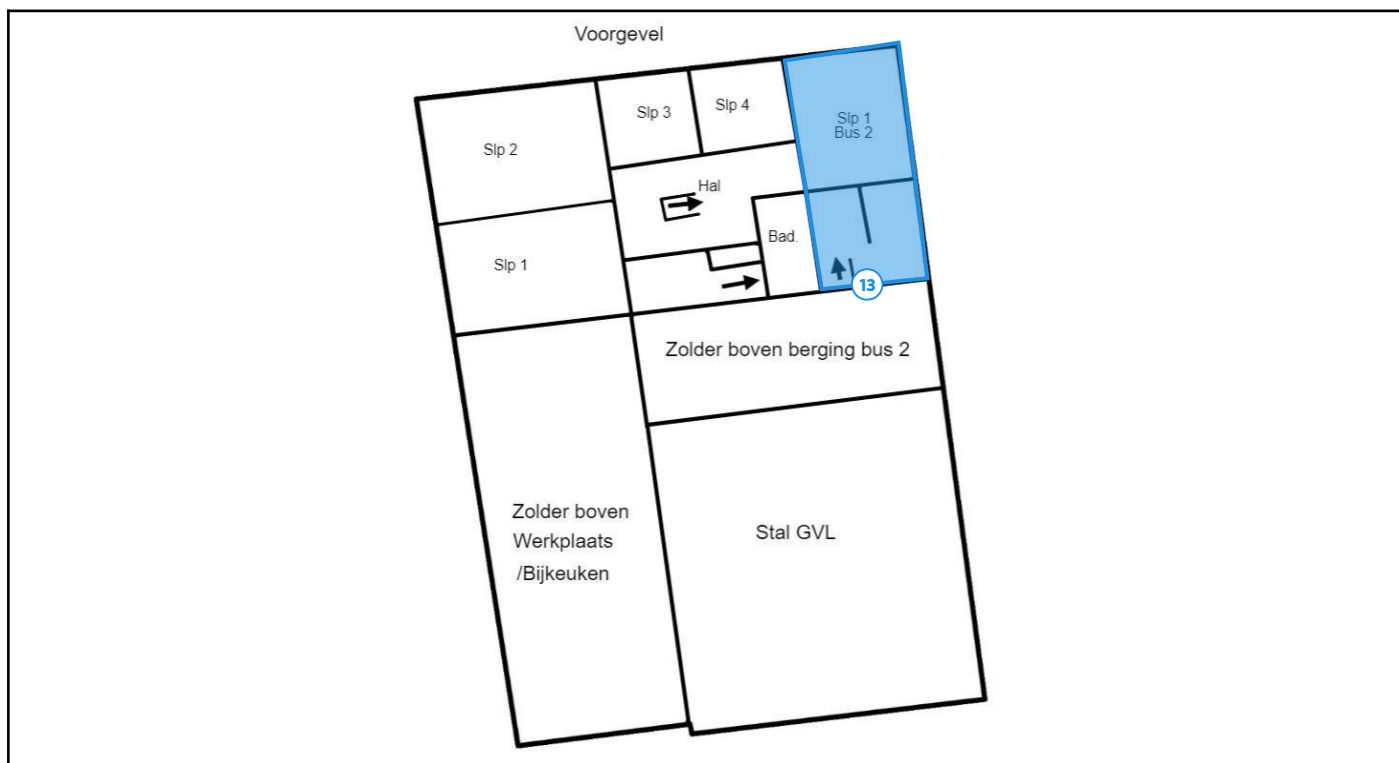 Voorgevel
Slp 2
Slp 3
Slp 4
Slp 1
Bus 2
Hal
Bad.
Slp 1
13
Zolder boven berging bus 2
Zolder boven
Werkplaats
/Bijkeuken
Stal GVL